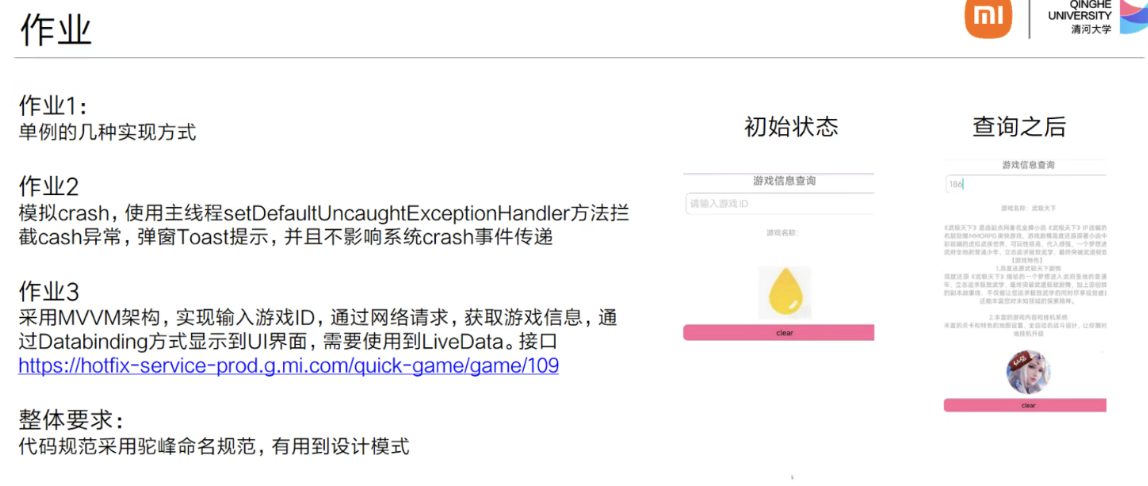 作业
QINGHE
UNIVERSITY
清河大学
作业1:
单例的几种实现方式
作业2
模拟crash，使用主线程setDefaultUncaughtExceptionHandler方法拦
截cash异常，弹窗Toast提示，并且不影响系统crash事件传递
作业3
采用MVVM架构，实现输入游戏ID，通过网络请求，获取游戏信息，通
过Databinding方式显示到UI界面，需要使用到LiveData。接口
https://hotfix-service-prod.g.mi.com/quick-game/game/109
整体要求：
代码规范采用驼峰命名规范，有用到设计模式
初始状态
游戏信息查询
请输入游戏ID
游戏名称：
clear
查询之后
游戏信息查询
186
游戏名称：武极天下
clear